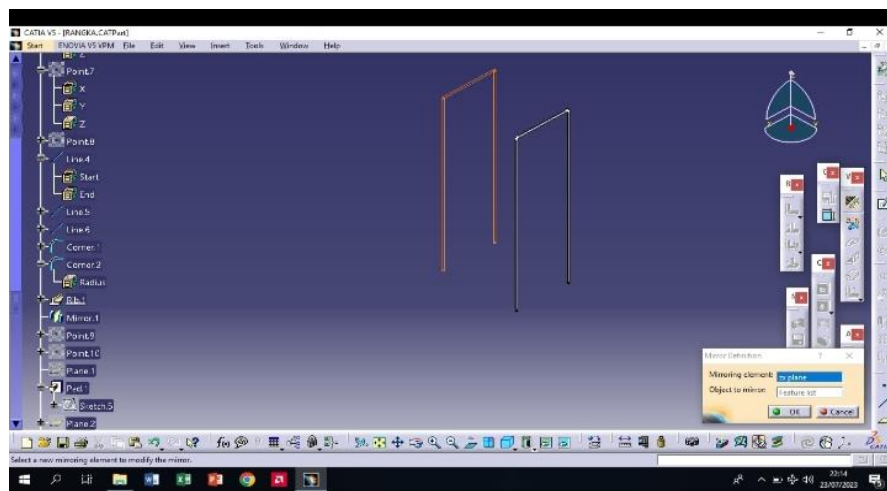 CATIA V5 - [RANGKA.CATPart]
Start ENOVIA V5 VPM File Edit View Insert Tools Window Help
Z
Point.7
X
Y
Z
Point.8
Line.4
Start
End
Line.5
Line.6
Corner.1
Corner.2
Radius
Rib.1
Mirror.1
Point.9
Point.10
Plane.1
Pad.1
Sketch.5
Plane.2
Mirror Definition ? X
Mirroring element: zx plane
Object to mirror: Feature list
OK Cancel
Select a new mirroring element to modify the mirror.
22:14
23/07/2023